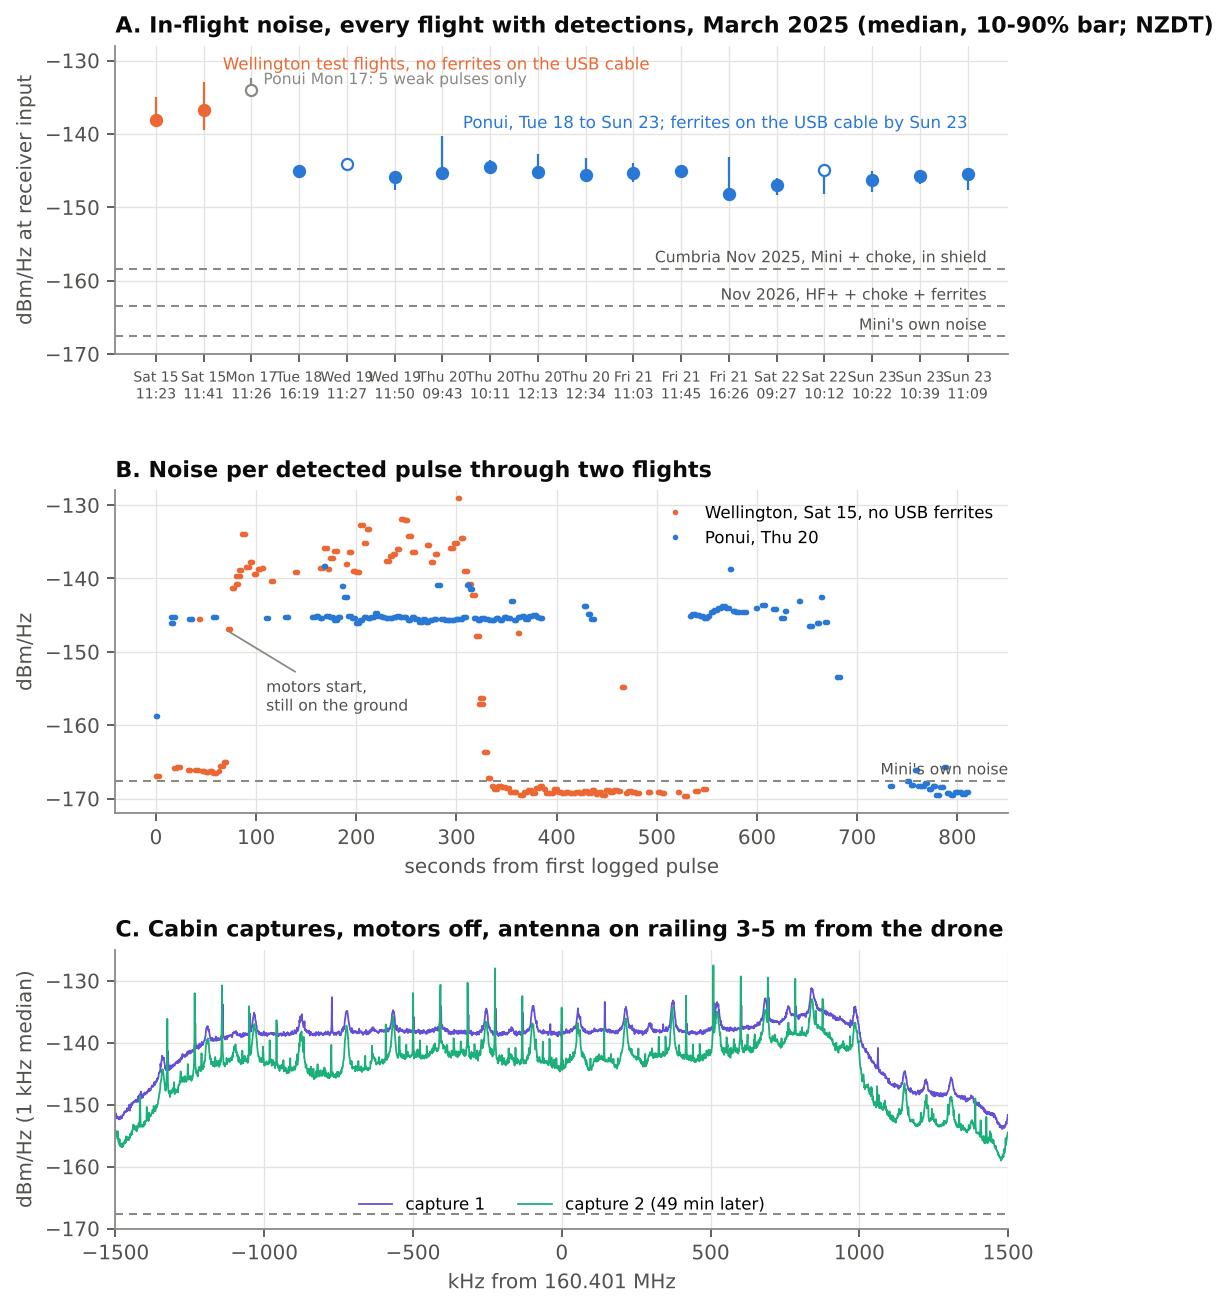 A. In-flight noise, every flight with detections, March 2025 (median, 10-90% bar; NZDT)
Wellington test flights, no ferrites on the USB cable
Ponui Mon 17: 5 weak pulses only
Ponui, Tue 18 to Sun 23; ferrites on the USB cable by Sun 23
Cumbria Nov 2025, Mini + choke, in shield
Nov 2026, HF+ + choke + ferrites
Mini's own noise
dBm/Hz at receiver input
−130
−140
−150
−160
−170
Sat 15 Sat 15 Mon 17 Tue 18 Wed 19 Wed 19 Thu 20 Thu 20 Thu 20 Thu 20 Fri 21 Fri 21 Fri 21 Sat 22 Sat 22 Sun 23 Sun 23 Sun 23
11:23 11:41 11:26 16:19 11:27 11:50 09:43 10:11 12:13 12:34 11:03 11:45 16:26 09:27 10:12 10:22 10:39 11:09
B. Noise per detected pulse through two flights
Wellington, Sat 15, no USB ferrites
Ponui, Thu 20
motors start,
still on the ground
Mini's own noise
dBm/Hz
−130
−140
−150
−160
−170
0 100 200 300 400 500 600 700 800
seconds from first logged pulse
C. Cabin captures, motors off, antenna on railing 3-5 m from the drone
dBm/Hz (1 kHz median)
−130
−140
−150
−160
−170
capture 1
capture 2 (49 min later)
−1500 −1000 −500 0 500 1000 1500
kHz from 160.401 MHz